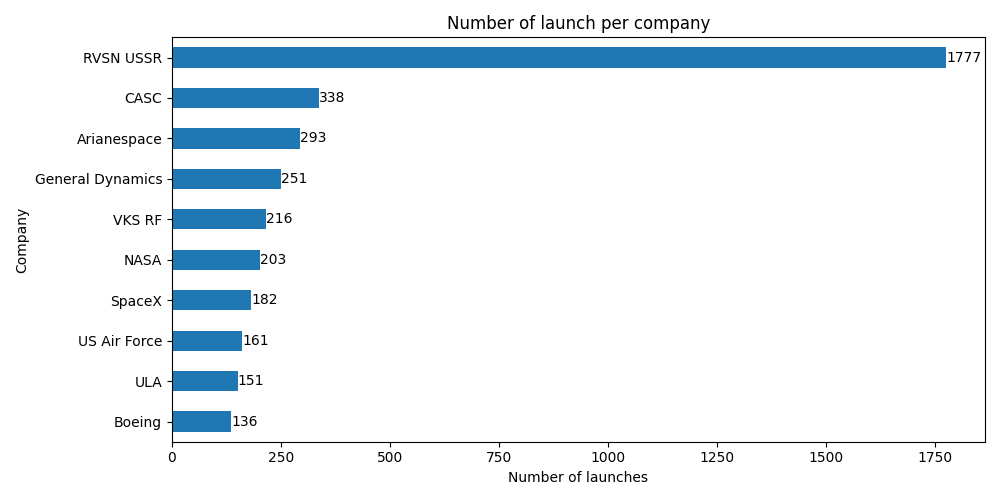 Number of launch per company
Company
RVSN USSR 1777
CASC 338
Arianespace 293
General Dynamics 251
VKS RF 216
NASA 203
SpaceX 182
US Air Force 161
ULA 151
Boeing 136
0 250 500 750 1000 1250 1500 1750
Number of launches